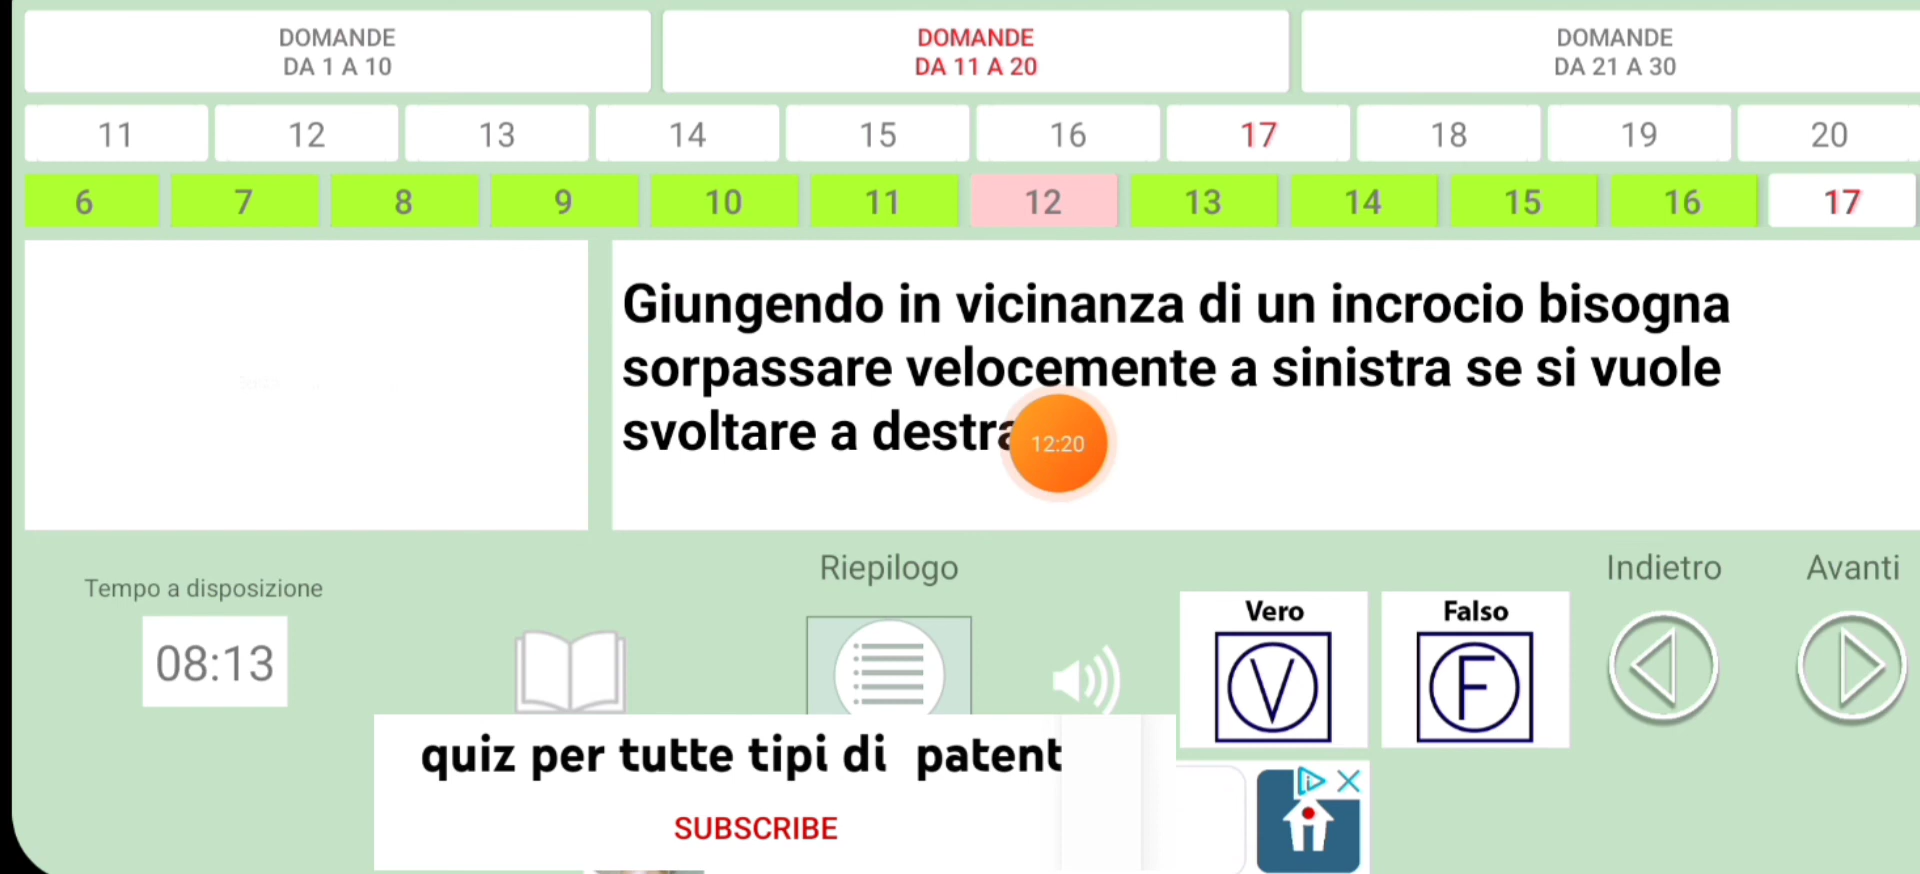 DOMANDE
DA 1 A 10
DOMANDE
DA 11 A 20
DOMANDE
DA 21 A 30
11 12 13 14 15 16 17 18 19 20
6 7 8 9 10 11 12 13 14 15 16 17
Giungendo in vicinanza di un incrocio bisogna
sorpassare velocemente a sinistra se si vuole
svoltare a destra
12:20
Tempo a disposizione
08:13
Riepilogo
Vero
V
Falso
F
Indietro
Avanti
quiz per tutte tipi di patent
SUBSCRIBE